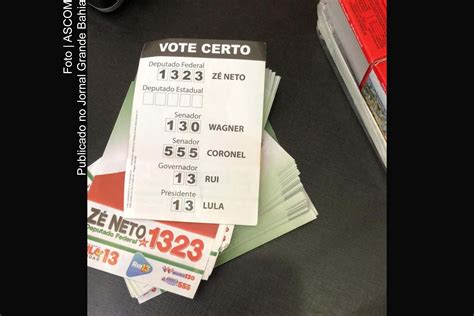 Foto | ASCOM
Publicado no Jornal Grande Bahia
VOTE CERTO
Deputado Federal
1323 ZÉ NETO
Deputado Estadual
Senador
130 WAGNER
Senador
555 CORONEL
Governador
13 RUI
Presidente
13 LULA
ZÉ NETO 1323
Deputado Federal
13